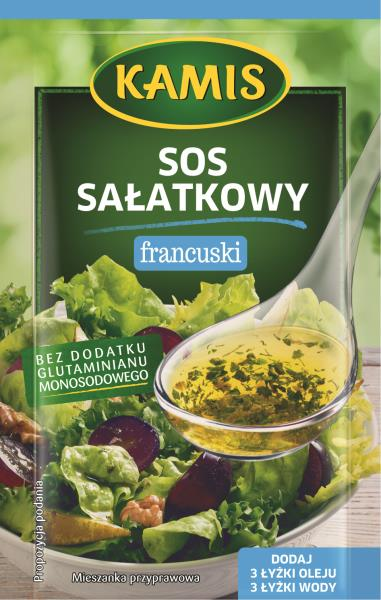 KAMIS
SOS
SAŁATKOWY
francuski
BEZ DODATKU
GLUTAMINIANU
MONOSODOWEGO
Propozycja podania
Mieszanka przyprawowa
DODAJ
3 ŁYŻKI OLEJU
3 ŁYŻKI WODY